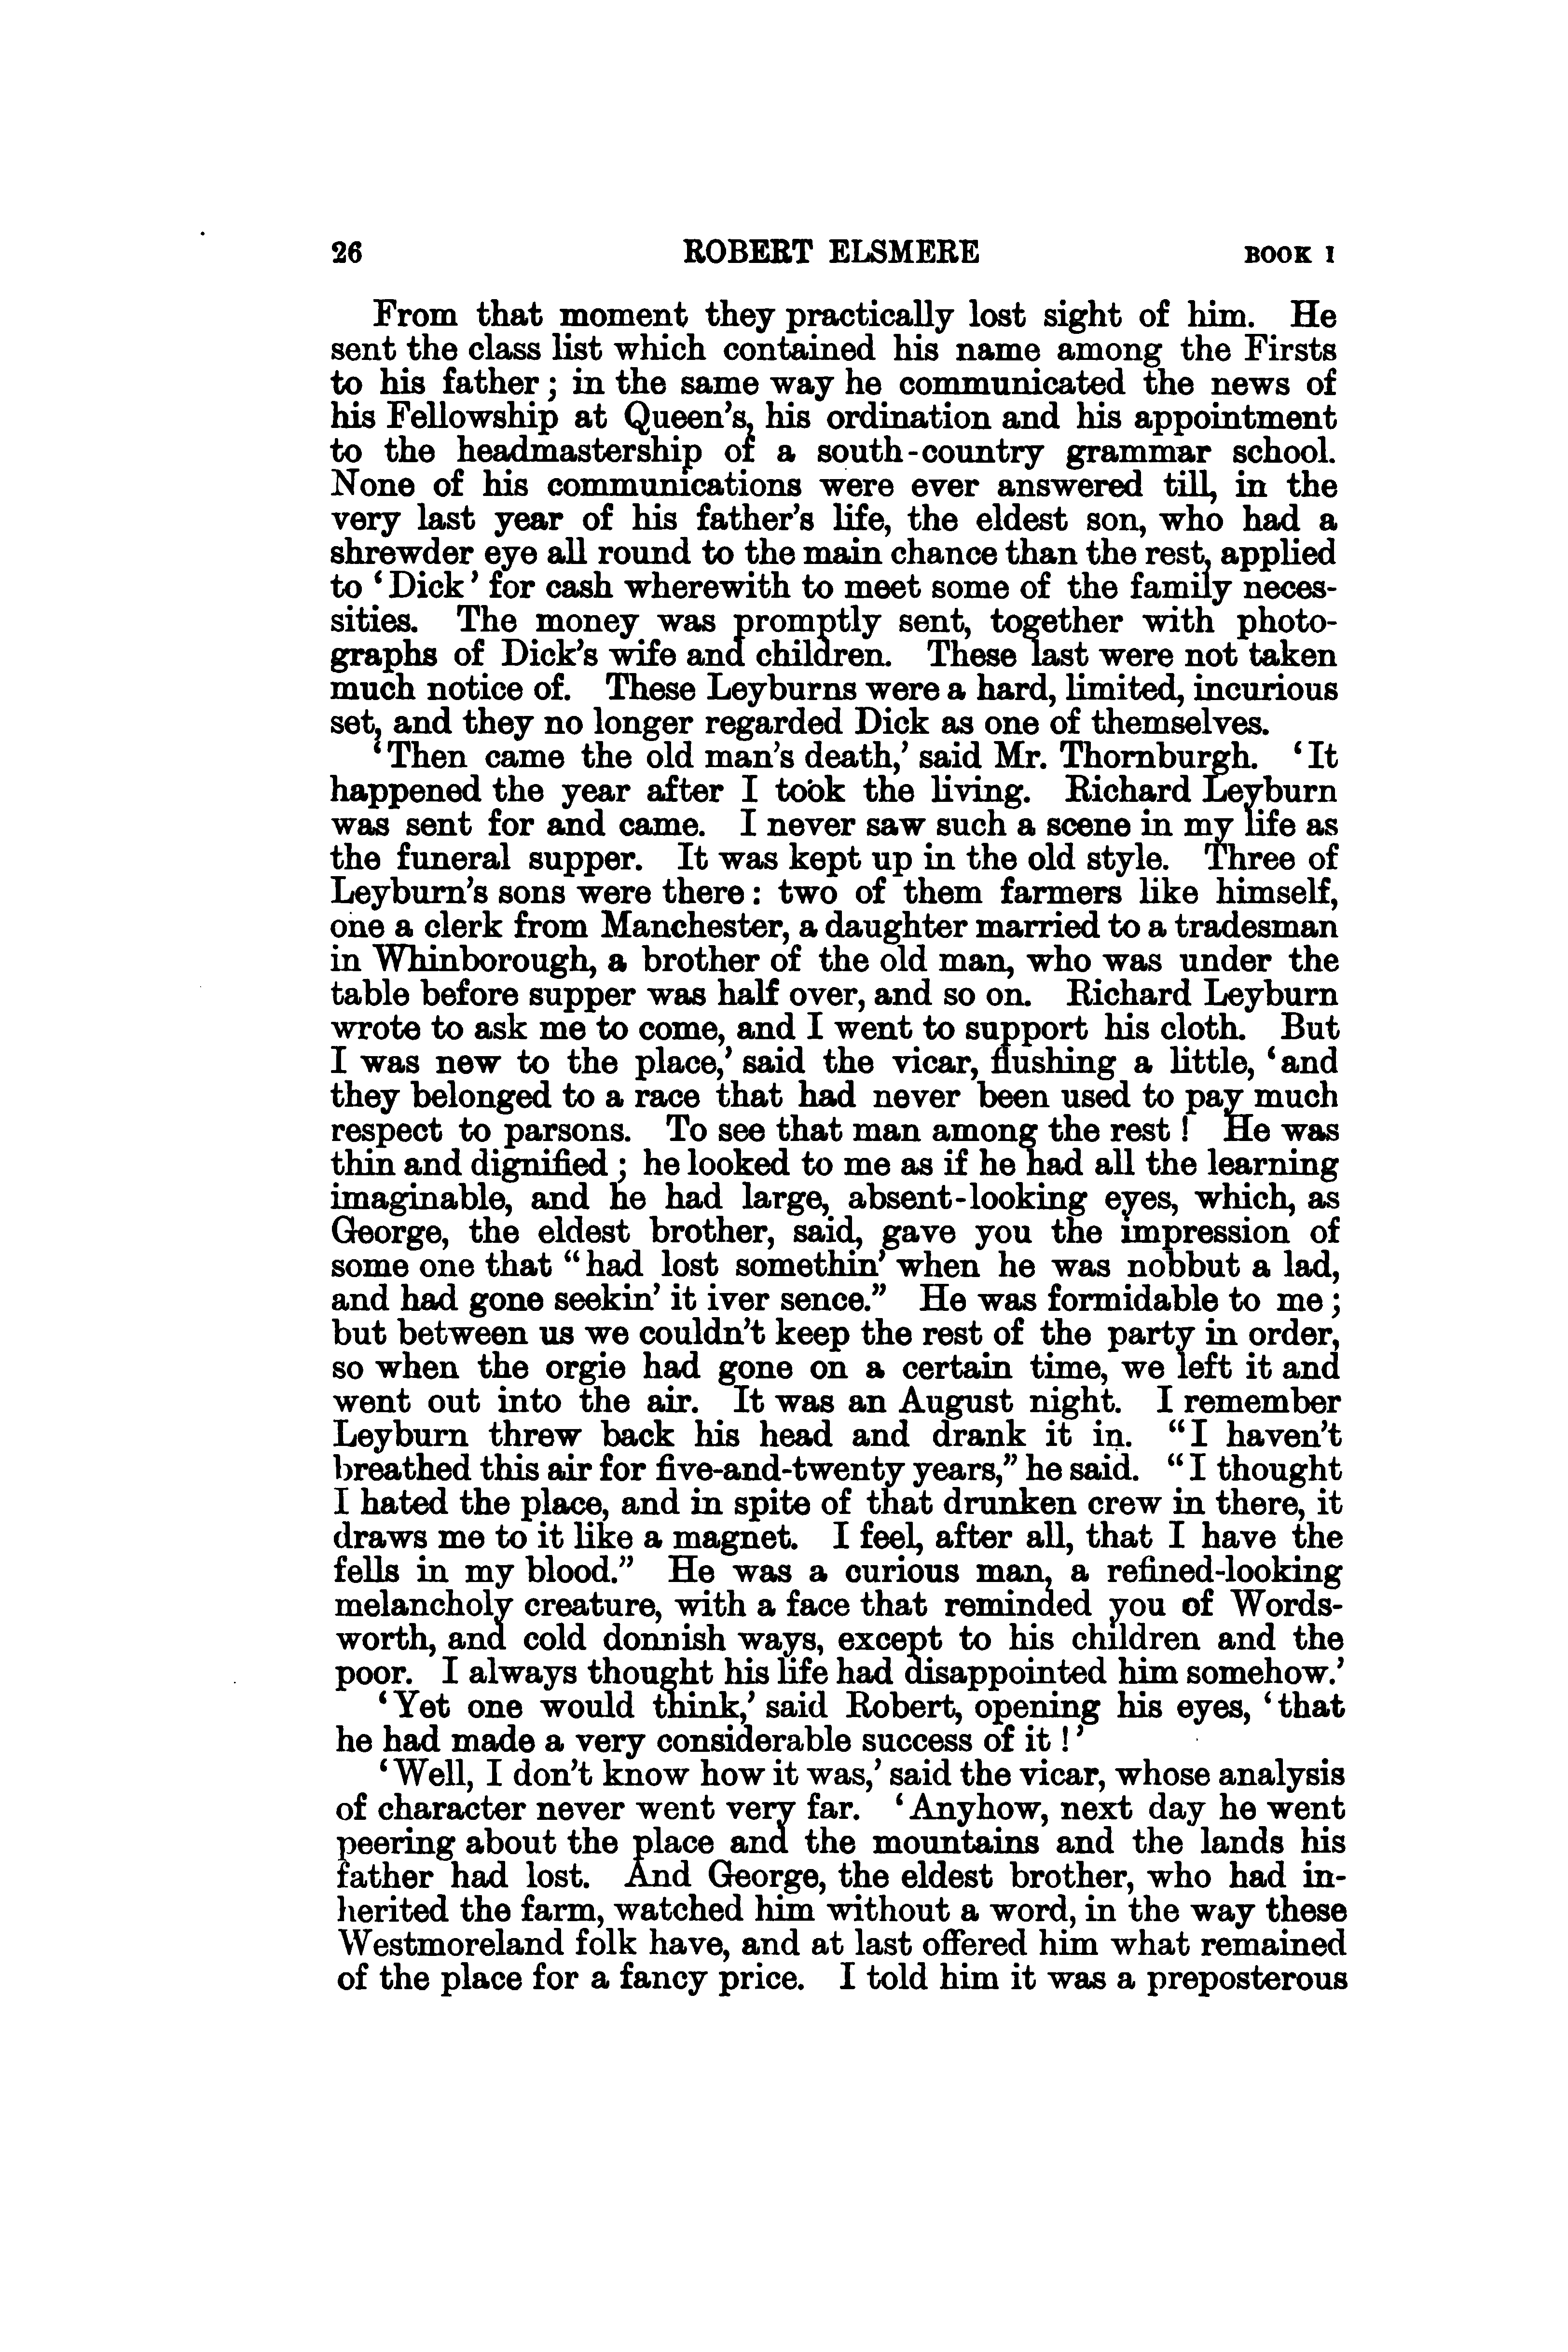 26 ROBERT ELSMERE BOOK I
From that moment they practically lost sight of him. He
sent the class list which contained his name among the Firsts
to his father; in the same way he communicated the news of
his Fellowship at Queen's, his ordination and his appointment
to the headmastership of a south-country grammar school.
None of his communications were ever answered till, in the
very last year of his father's life, the eldest son, who had a
shrewder eye all round to the main chance than the rest, applied
to 'Dick' for cash wherewith to meet some of the family neces-
sities. The money was promptly sent, together with photo-
graphs of Dick's wife and children. These last were not taken
much notice of. These Leyburns were a hard, limited, incurious
set, and they no longer regarded Dick as one of themselves.
'Then came the old man's death,' said Mr. Thornburgh. 'It
happened the year after I took the living. Richard Leyburn
was sent for and came. I never saw such a scene in my life as
the funeral supper. It was kept up in the old style. Three of
Leyburn's sons were there: two of them farmers like himself,
one a clerk from Manchester, a daughter married to a tradesman
in Whinborough, a brother of the old man, who was under the
table before supper was half over, and so on. Richard Leyburn
wrote to ask me to come, and I went to support his cloth. But
I was new to the place,' said the vicar, flushing a little, 'and
they belonged to a race that had never been used to pay much
respect to parsons. To see that man among the rest! He was
thin and dignified; he looked to me as if he had all the learning
imaginable, and he had large, absent-looking eyes, which, as
George, the eldest brother, said, gave you the impression of
some one that "had lost somethin' when he was nobbut a lad,
and had gone seekin' it iver sence." He was formidable to me;
but between us we couldn't keep the rest of the party in order,
so when the orgie had gone on a certain time, we left it and
went out into the air. It was an August night. I remember
Leyburn threw back his head and drank it in. "I haven't
breathed this air for five-and-twenty years," he said. "I thought
I hated the place, and in spite of that drunken crew in there, it
draws me to it like a magnet. I feel, after all, that I have the
fells in my blood." He was a curious man, a refined-looking
melancholy creature, with a face that reminded you of Words-
worth, and cold donnish ways, except to his children and the
poor. I always thought his life had disappointed him somehow.'
'Yet one would think,' said Robert, opening his eyes, 'that
he had made a very considerable success of it!'
'Well, I don't know how it was,' said the vicar, whose analysis
of character never went very far. 'Anyhow, next day he went
peering about the place and the mountains and the lands his
father had lost. And George, the eldest brother, who had in-
herited the farm, watched him without a word, in the way these
Westmoreland folk have, and at last offered him what remained
of the place for a fancy price. I told him it was a preposterous